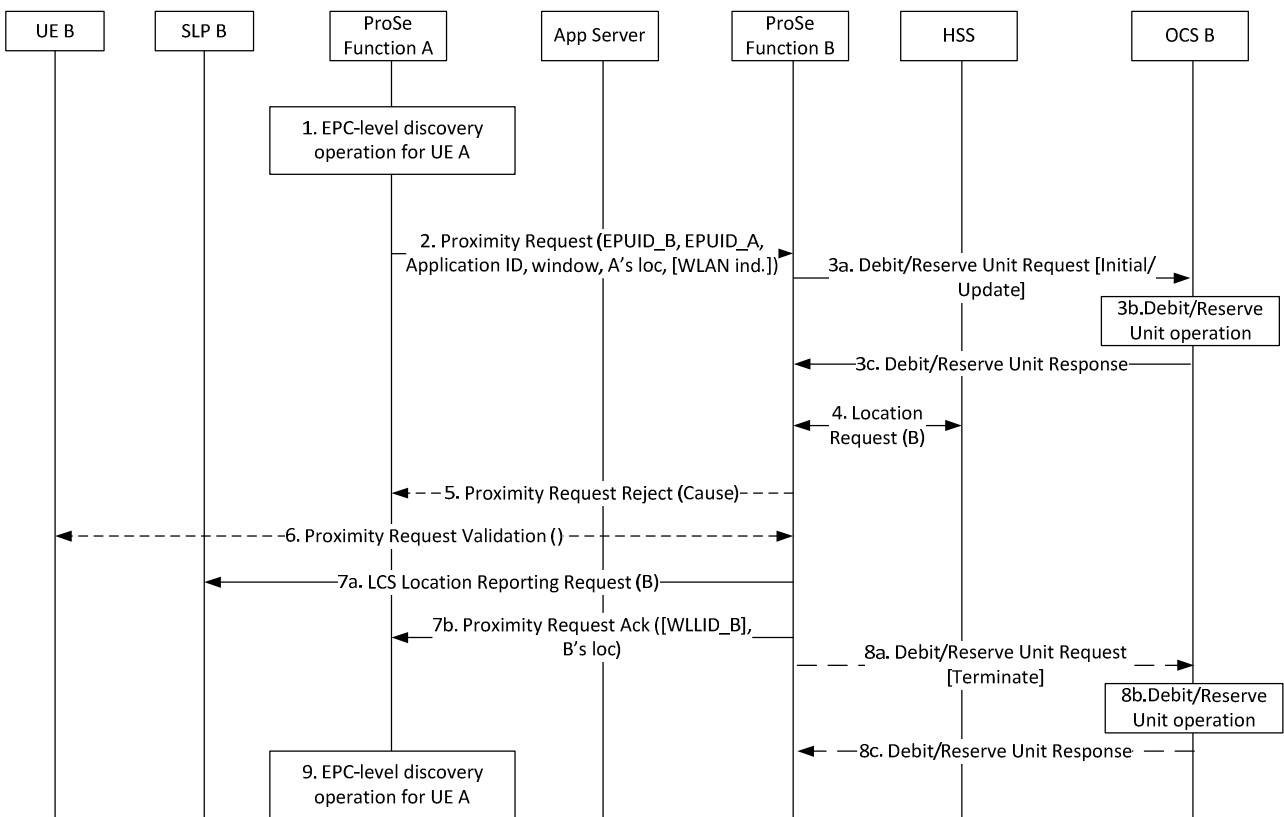 UE B
SLP B
ProSe
Function A
App Server
ProSe
Function B
HSS
OCS B
1. EPC-level discovery
operation for UE A
2. Proximity Request (EPUID_B, EPUID_A,
Application ID, window, A's loc, [WLAN ind.])
3a. Debit/Reserve Unit Request [Initial/
Update]
3b.Debit/Reserve
Unit operation
3c. Debit/Reserve Unit Response
4. Location
Request (B)
5. Proximity Request Reject (Cause)
6. Proximity Request Validation ()
7a. LCS Location Reporting Request (B)
7b. Proximity Request Ack ([WLLID_B],
B's loc)
8a. Debit/Reserve Unit Request
[Terminate]
8b.Debit/Reserve
Unit operation
8c. Debit/Reserve Unit Response
9. EPC-level discovery
operation for UE A